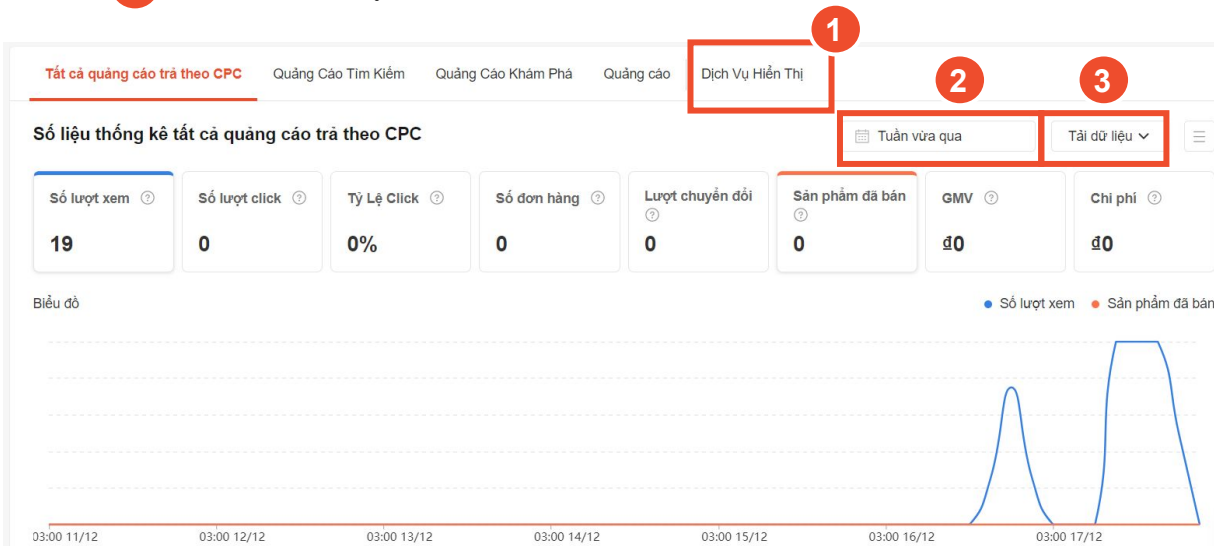 1
Tất cả quảng cáo trả theo CPC Quảng Cáo Tìm Kiếm Quảng Cáo Khám Phá Quảng cáo Dịch Vụ Hiển Thị
2 3
Số liệu thống kê tất cả quảng cáo trả theo CPC Tuần vừa qua Tải dữ liệu
Số lượt xem Số lượt click Tỷ Lệ Click Số đơn hàng Lượt chuyển đổi Sản phẩm đã bán GMV Chi phí
19 0 0% 0 0 0 ₫0 ₫0
Biểu đồ Số lượt xem Sản phẩm đã bán
03:00 11/12 03:00 12/12 03:00 13/12 03:00 14/12 03:00 15/12 03:00 16/12 03:00 17/12